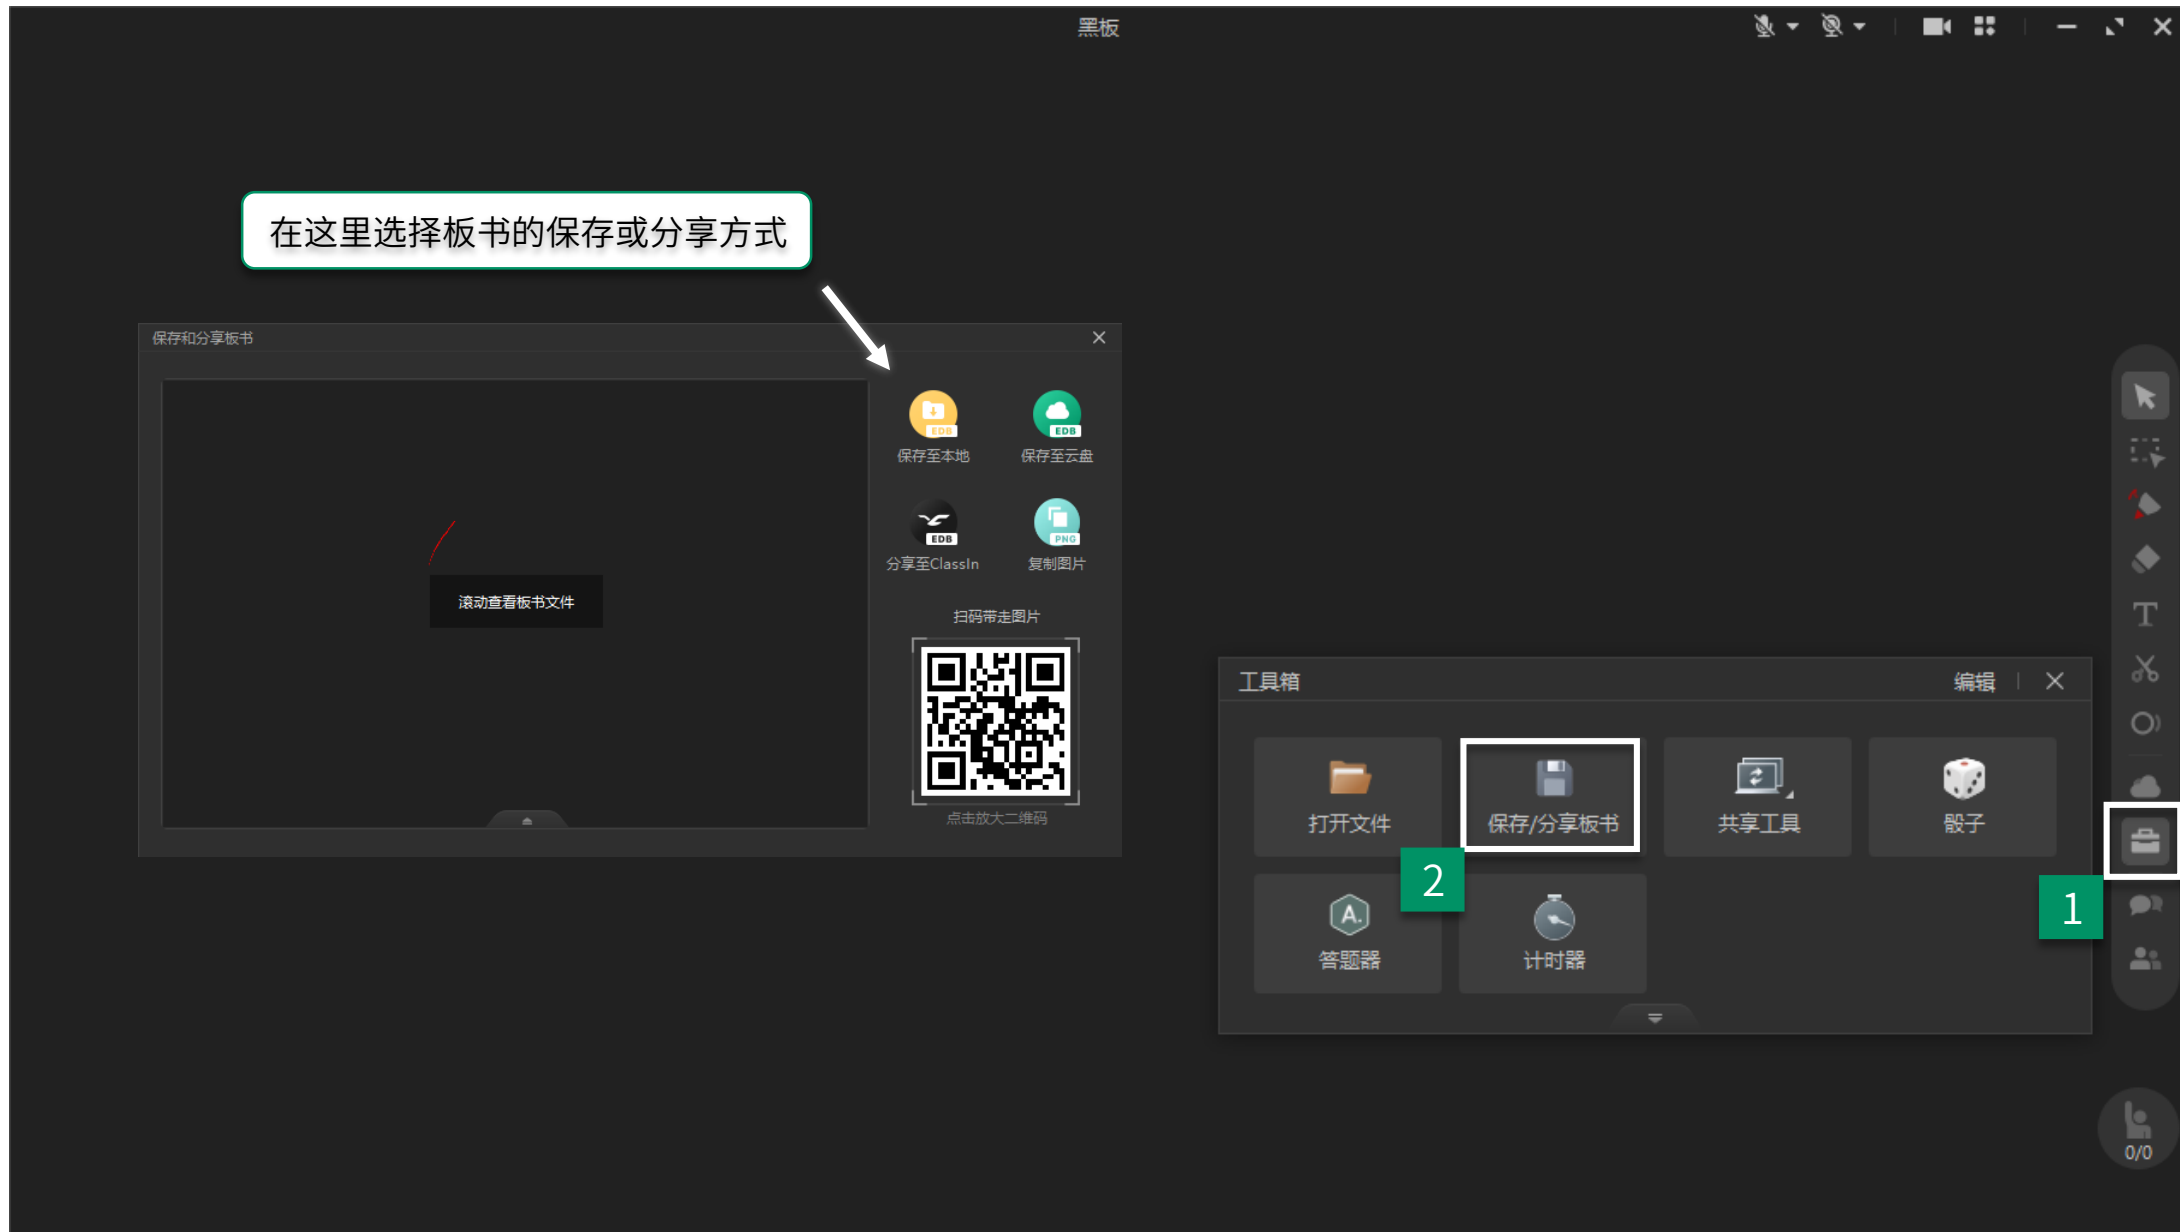 黑板
在这里选择板书的保存或分享方式
保存和分享板书
EDB
EDB
保存至本地
保存至云盘
EDB
PNG
分享至ClassIn
复制图片
滚动查看板书文件
扫码带走图片
点击放大二维码
T
工具箱
编辑
打开文件
保存/分享板书
共享工具
骰子
2
1
A.
答题器
计时器
0/0